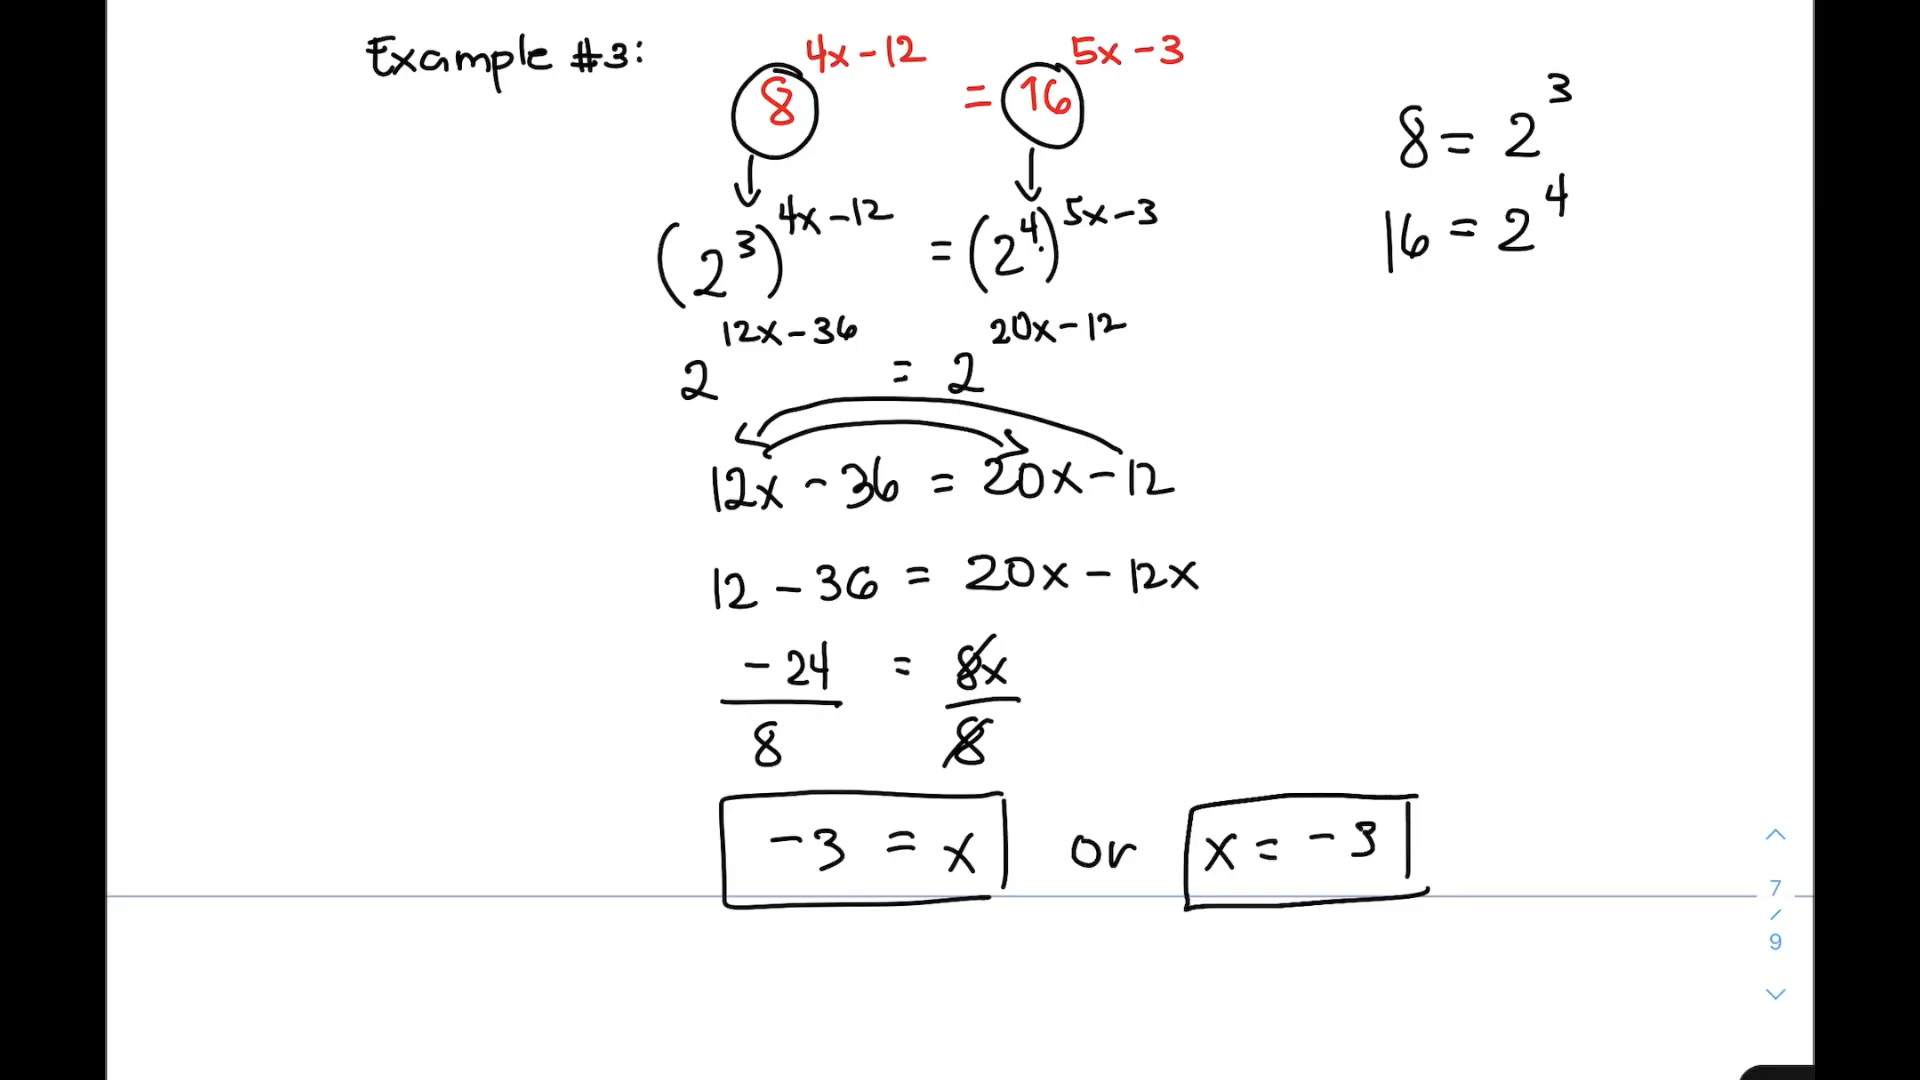 Example #3: 8^(4x-12) = 16^(5x-3)
8 = 2^3
16 = 2^4
(2^3)^(4x-12) = (2^4)^(5x-3)
2^(12x-36) = 2^(20x-12)
12x - 36 = 20x - 12
12 - 36 = 20x - 12x
-24/8 = 8x/8
-3 = x or x = -3
7
/
9